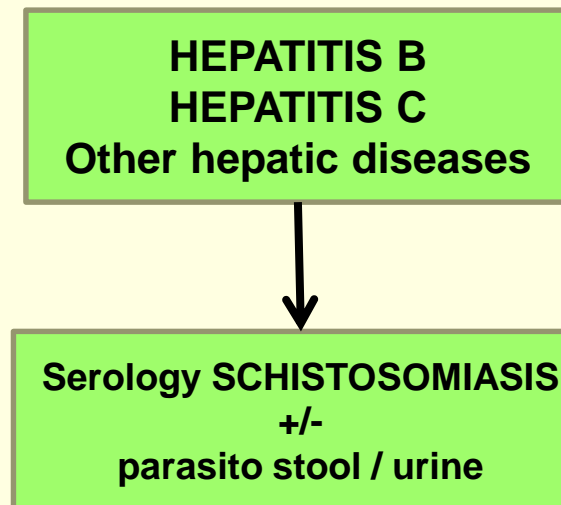 HEPATITIS B
HEPATITIS C
Other hepatic diseases
Serology SCHISTOSOMIASIS
+/-
parasito stool / urine